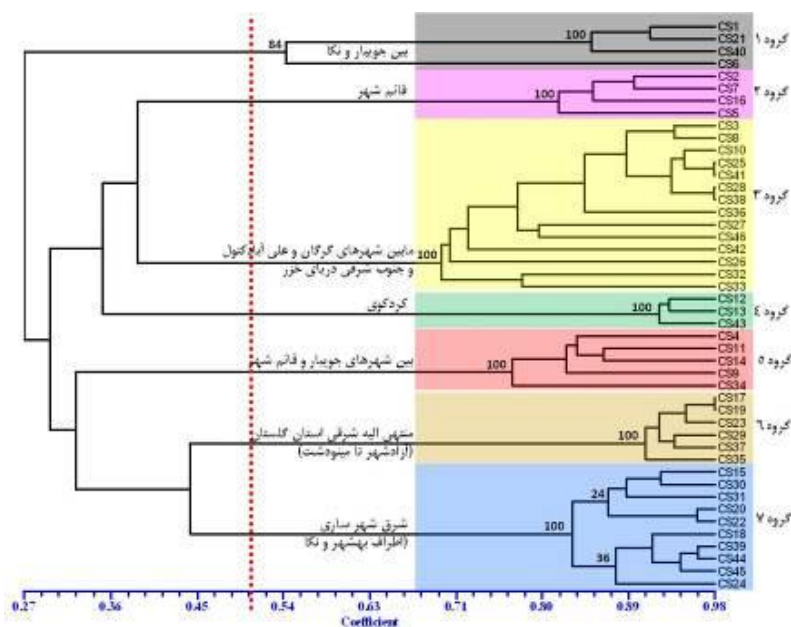 CS1
CS21
CS40
CS6
گروه ۱
100
84
بین جویبار و نکا
CS2
CS7
CS16
CS5
گروه ۲
100
قائم شهر
CS3
CS8
CS10
CS25
CS41
CS28
CS38
CS36
CS27
CS46
CS42
CS26
CS32
CS33
گروه ۳
100
مابین شهرهای گرگان و علی آبادکتول
و جنوب شرقی دریای خزر
CS12
CS13
CS43
گروه ٤
100
کردکوی
CS4
CS11
CS14
CS9
CS34
گروه ٥
100
بین شهرهای جویبار و قائم شهر
CS17
CS19
CS23
CS29
CS37
CS35
گروه ٦
100
منتهی الیه شرقی استان گلستان
(آزادشهر تا مینودشت)
CS15
CS30
CS31
CS20
CS22
CS18
CS39
CS44
CS45
CS24
گروه ۷
24
36
100
شرق شهر ساری
(اطراف بهشهر و نکا)
0.27 0.36 0.45 0.54 0.63 0.71 0.80 0.89 0.98
Coefficient